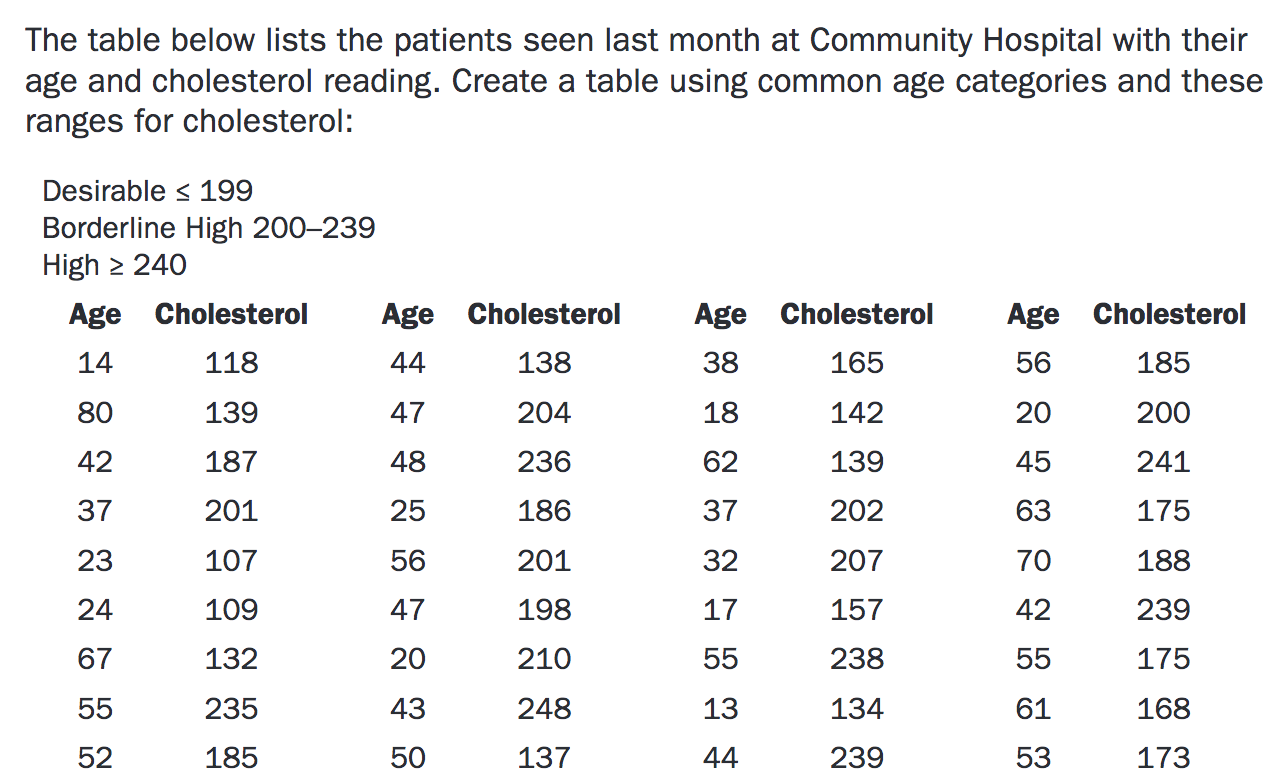 The table below lists the patients seen last month at Community Hospital with their
age and cholesterol reading. Create a table using common age categories and these
ranges for cholesterol:
Desirable ≤ 199
Borderline High 200–239
High ≥ 240
Age Cholesterol Age Cholesterol Age Cholesterol Age Cholesterol
14 118 44 138 38 165 56 185
80 139 47 204 18 142 20 200
42 187 48 236 62 139 45 241
37 201 25 186 37 202 63 175
23 107 56 201 32 207 70 188
24 109 47 198 17 157 42 239
67 132 20 210 55 238 55 175
55 235 43 248 13 134 61 168
52 185 50 137 44 239 53 173